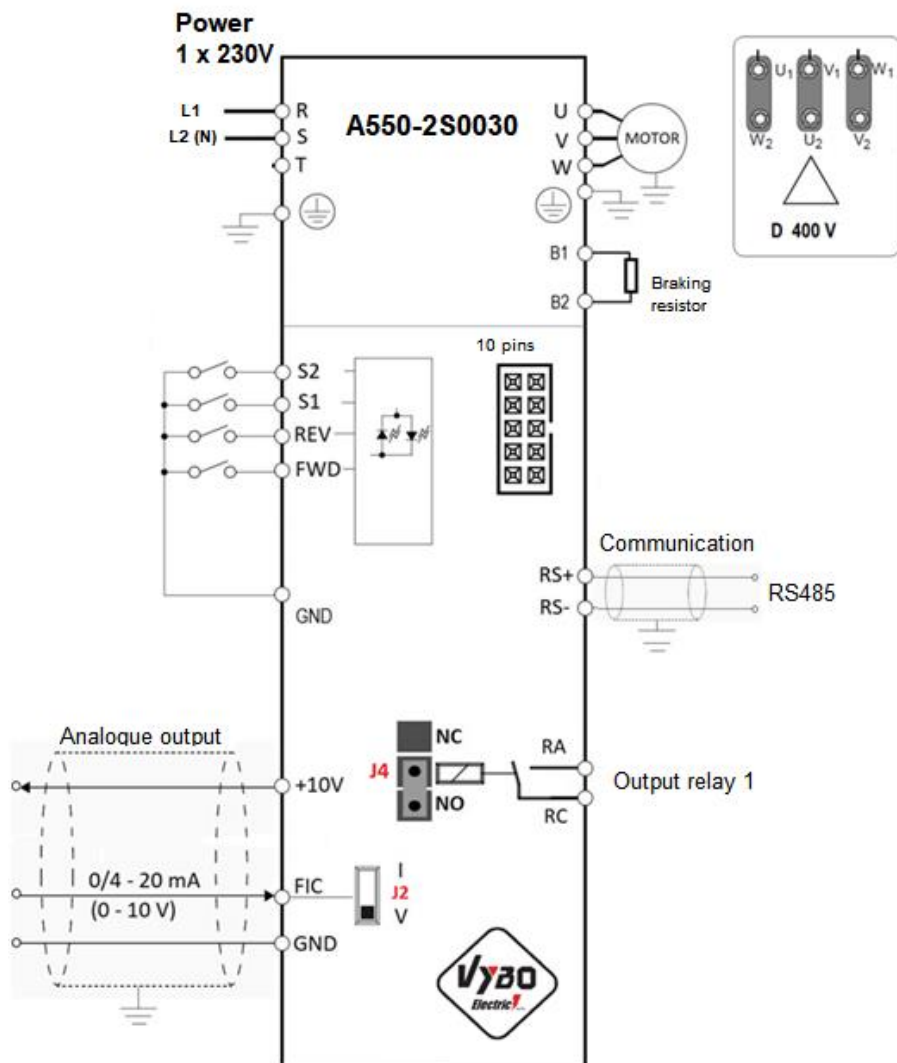 Power
1 x 230V
L1
R
L2 (N)
S
T
A550-2S0030
U
V
W
MOTOR
U1
V1
W1
W2
U2
V2
D 400 V
B1
B2
Braking
resistor
10 pins
S2
S1
REV
FWD
GND
Communication
RS+
RS-
RS485
Analogue output
+10V
0/4 - 20 mA
(0 - 10 V)
FIC
GND
I
J2
V
NC
J4
NO
RA
RC
Output relay 1
VYBO
Electric